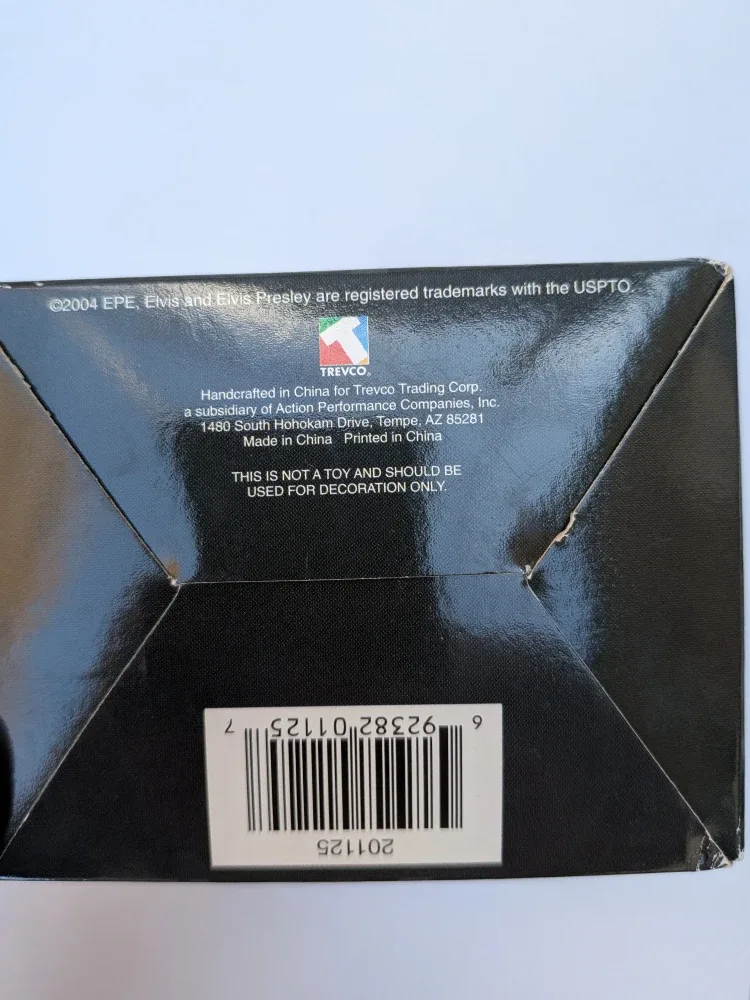 ©2004 EPE, Elvis and Elvis Presley are registered trademarks with the USPTO.
TREVCO®
Handcrafted in China for Trevco Trading Corp.
a subsidiary of Action Performance Companies, Inc.
1480 South Hohokam Drive, Tempe, AZ 85281
Made in China Printed in China
THIS IS NOT A TOY AND SHOULD BE
USED FOR DECORATION ONLY.
201125
6 92382 01125 7